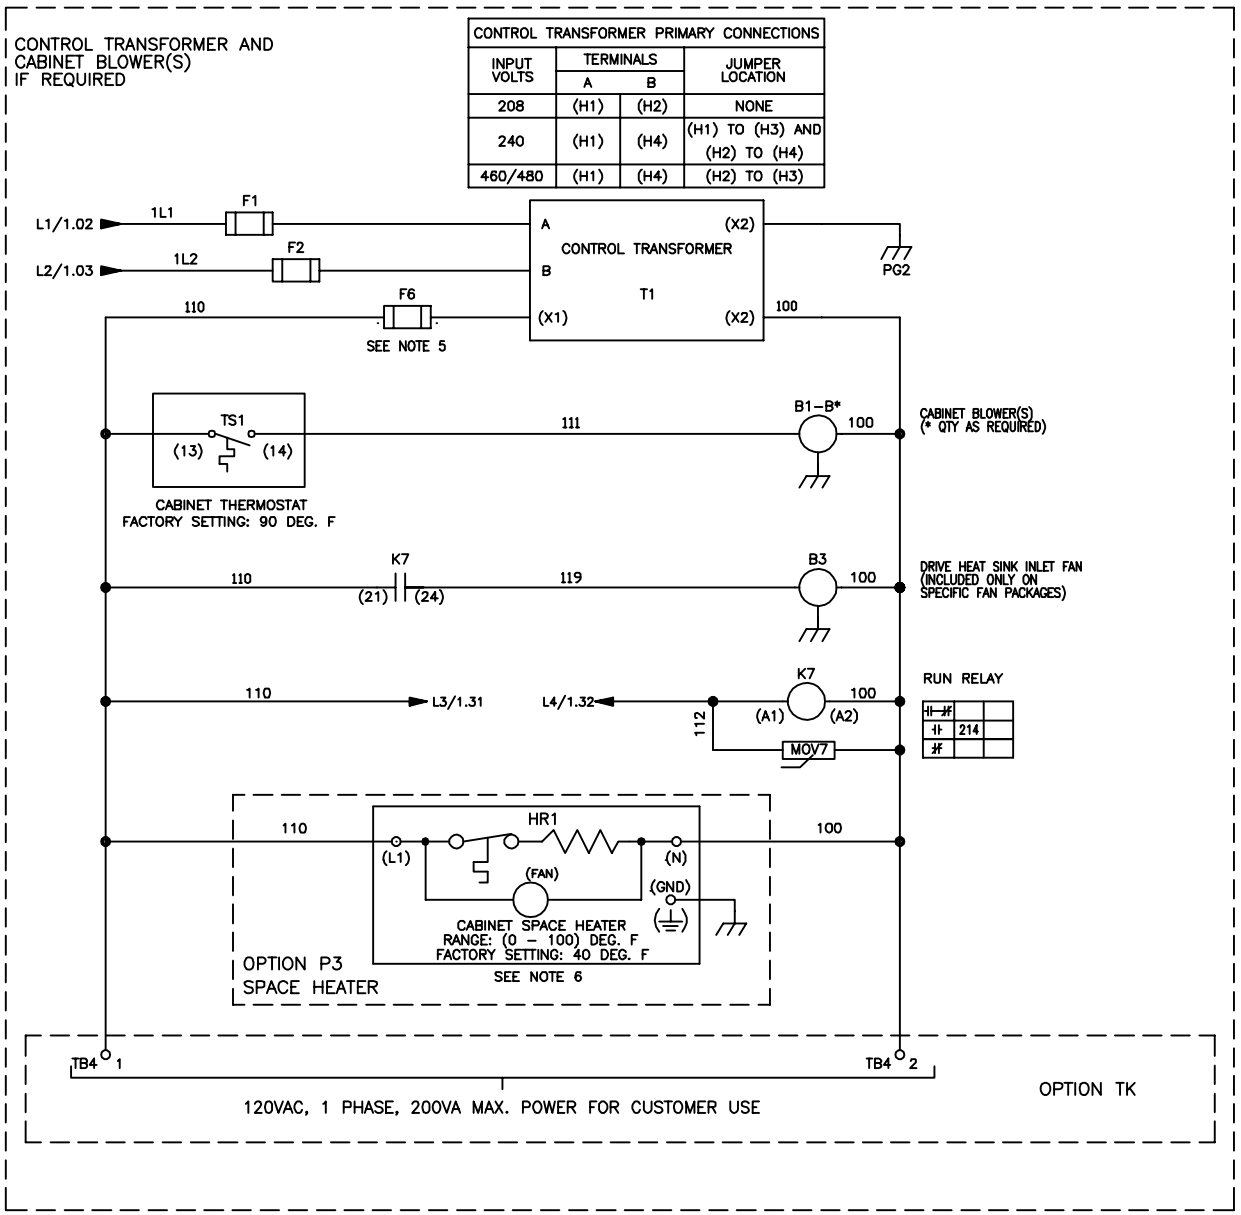 CONTROL TRANSFORMER AND
CABINET BLOWER(S)
IF REQUIRED
CONTROL TRANSFORMER PRIMARY CONNECTIONS
INPUT VOLTS
TERMINALS
JUMPER LOCATION
A B
208 (H1) (H2) NONE
240 (H1) (H4) (H1) TO (H3) AND
(H2) TO (H4)
460/480 (H1) (H4) (H2) TO (H3)
L1/1.02 1L1 F1 A (X2)
CONTROL TRANSFORMER
L2/1.03 1L2 F2 B PG2
T1
110 F6 (X1) (X2) 100
SEE NOTE 5
TS1 111 B1-B* 100
(13) (14)
CABINET BLOWER(S)
(* QTY AS REQUIRED)
CABINET THERMOSTAT
FACTORY SETTING: 90 DEG. F
110 K7 119 B3 100
(21) (24)
DRIVE HEAT SINK INLET FAN
(INCLUDED ONLY ON
SPECIFIC FAN PACKAGES)
110 L3/1.31 L4/1.32 K7 100
(A1) (A2)
112
MOV7
RUN RELAY
214
110 HR1 100
(L1) (N)
(FAN)
(GND)
CABINET SPACE HEATER
RANGE: (0 - 100) DEG. F
FACTORY SETTING: 40 DEG. F
SEE NOTE 6
OPTION P3
SPACE HEATER
TB4 1 TB4 2
120VAC, 1 PHASE, 200VA MAX. POWER FOR CUSTOMER USE
OPTION TK